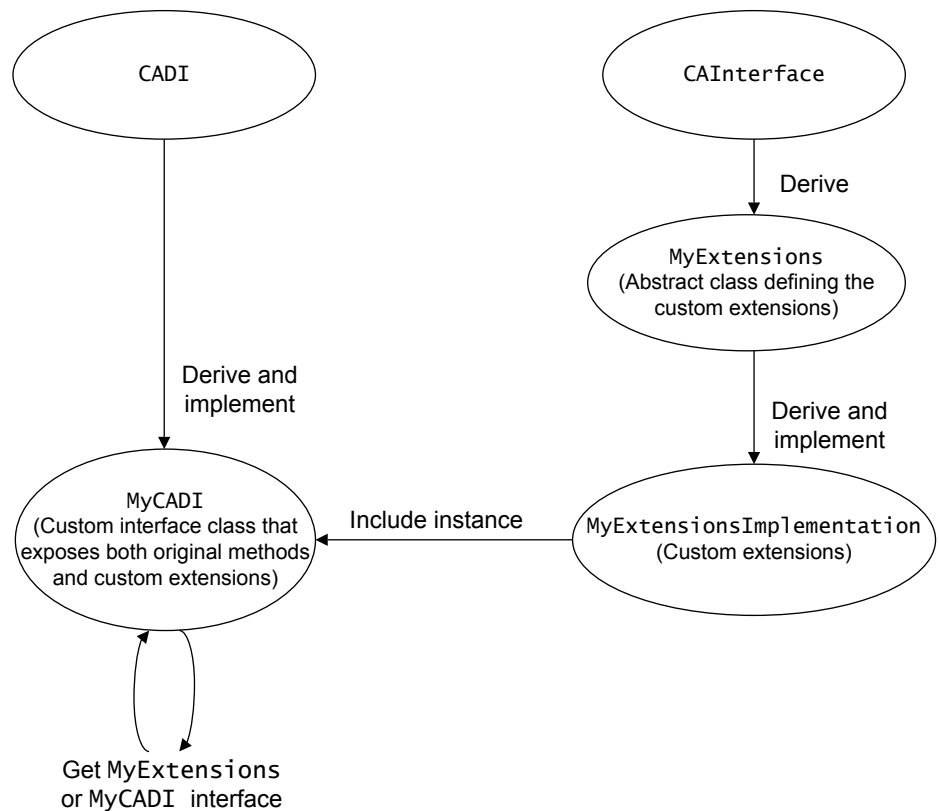 CADI
CAInterface
Derive
MyExtensions
(Abstract class defining the
custom extensions)
Derive and
implement
Derive and
implement
MyCADI
(Custom interface class that
exposes both original methods
and custom extensions)
Include instance
MyExtensionsImplementation
(Custom extensions)
Get MyExtensions
or MyCADI interface